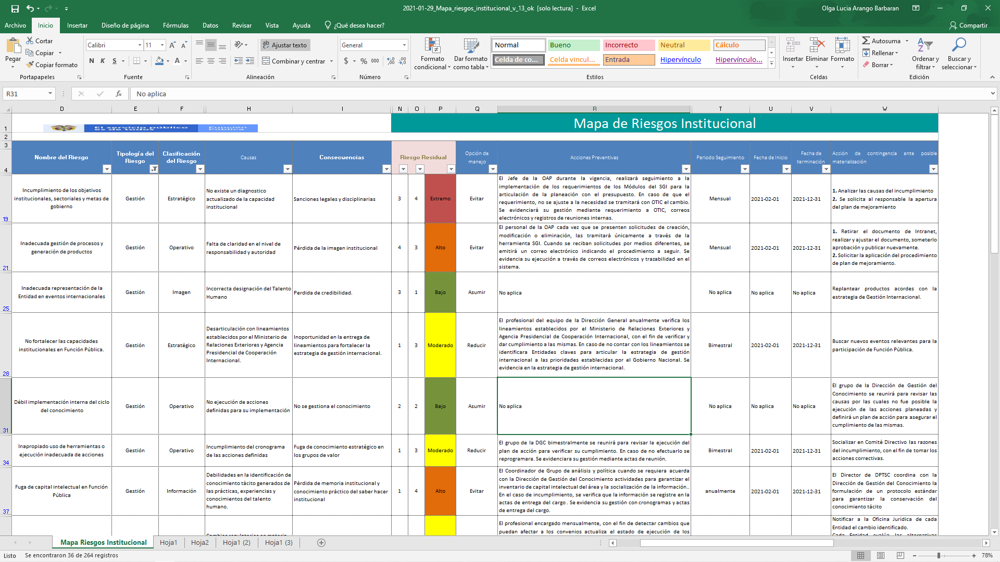 2021-01-29_Mapa_riesgos_institucional_v_13_ok  [solo lectura]  -  Excel
Olga Lucia Arango Barbaran
Archivo
Inicio
Insertar
Diseño de página
Fórmulas
Datos
Revisar
Vista
Ayuda
¿Qué desea hacer?
Compartir
Pegar
Cortar
Copiar
Copiar formato
Portapapeles
Calibri
11
N K S
Fuente
Ajustar texto
Combinar y centrar
Alineación
General
$ % 000
Número
Formato
condicional
Dar formato
como tabla
Normal
Bueno
Incorrecto
Neutral
Cálculo
Celda de co...
Celda vincul...
Entrada
Hipervínculo
Hipervínculo...
Estilos
Insertar
Eliminar
Formato
Celdas
Autosuma
Rellenar
Borrar
Ordenar y
filtrar
Buscar y
seleccionar
Edición
R31
fx
No aplica
D E F H I N O P Q R T U V W
1
El servicio público
es de todos
Función
Pública
Mapa de Riesgos Institucional
2
3
4
Nombre del Riesgo
Tipología del
Riesgo
Clasificación
del Riesgo
Causas
Consecuencias
Riesgo Residual
Opción de
manejo
Acciones Preventivas
Periodo Seguimiento
Fecha de Inicio
Fecha de
terminación
Acción de contingencia ante posible
materialización
19
Incumplimiento de los objetivos
institucionales, sectoriales y metas de
gobierno
Gestión
Estratégico
No existe un diagnostico
actualizado de la capacidad
institucional
Sanciones legales y disciplinarias
3
4
Extremo
Evitar
El Jefe de la OAP durante la vigencia, realizará seguimiento a la
implementación de los requerimientos de los Módulos del SGI para la
articulación de la planeación con el presupuesto. En caso de que el
requerimiento, no se ajuste a la necesidad se tramitará con OTIC el cambio.
Se evidenciará su gestión mediante requerimiento a OTIC, correos
electrónicos y registros de reuniones internas.
Mensual
2021-02-01
2021-12-31
1. Analizar las causas del incumplimiento
2. Se solicita al responsable la apertura
del plan de mejoramiento
21
Inadecuada gestión de procesos y
generación de productos
Gestión
Operativo
Falta de claridad en el nivel de
responsabilidad y autoridad
Pérdida de la imagen institucional
4
3
Alto
Evitar
El personal de la OAP cada vez que se presenten solicitudes de creación,
modificación o eliminación, las tramitará únicamente a través de la
herramienta SGI. Cuando se reciban solicitudes por medios diferentes, se
emitirá un correo electrónico indicando el procedimiento a seguir. Se
evidencia su ejecución a través de correos electrónicos y trazabilidad en el
sistema.
Mensual
2021-02-01
2021-12-31
1. Retirar el documento de Intranet,
realizar y ajustar el documento, someterlo
aprobación y publicar nuevamente.
2. Solicitar la aplicación del procedimiento
de plan de mejoramiento.
25
Inadecuada representación de la
Entidad en eventos internacionales
Gestión
Imagen
Incorrecta designación del Talento
Humano
Perdida de credibilidad.
3
1
Bajo
Asumir
No aplica
No aplica
No aplica
No aplica
Replantear productos acordes con la
estrategia de Gestión Internacional.
28
No fortalecer las capacidades
institucionales en Función Pública.
Gestión
Estratégico
Desarticulación con lineamientos
establecidos por el Ministerio de
Relaciones Exteriores y Agencia
Presidencial de Cooperación
Internacional.
Inoportunidad en la entrega de
lineamientos para fortalecer la
estrategia de gestión internacional.
1
3
Moderado
Reducir
El profesional del equipo de la Dirección General anualmente verifica los
lineamientos establecidos por el Ministerio de Relaciones Exteriores y
Agencia Presidencial de Cooperación Internacional, con el fin de verificar y
dar cumplimiento a las mismas. En caso de no contar con los lineamientos se
identificara Entidades claves para articular la estrategia de gestión
internacional a las prioridades establecidas por el Gobierno Nacional. Se
evidencia en la estrategia de gestión internacional.
Bimestral
2021-02-01
2021-12-31
Buscar nuevos eventos relevantes para la
participación de Función Pública.
31
Débil implementación interna del ciclo
del conocimiento
Gestión
Operativo
No ejecución de acciones
definidas para su implementación
No se gestiona el conocimiento
2
2
Bajo
Asumir
No aplica
No aplica
No aplica
No aplica
El grupo de la Dirección de Gestión del
Conocimiento se reunirá para revisar las
causas por las cuales no fue posible la
ejecución de las acciones planeadas y
definirá un plan de acción para asegurar el
cumplimiento de las mismas.
34
Inapropiado uso de herramientas o
ejecución inadecuada de acciones
Gestión
Operativo
Incumplimiento del cronograma
de las acciones definidas
Fuga de conocimiento estratégico en
los grupos de valor
1
3
Moderado
Reducir
El grupo de la DGC bimestralmente se reunirá para revisar la ejecución del
plan de acción para verificar su cumplimiento. En caso de no efectuarlo se
reprogramara. Se evidenciara su gestión mediante actas de reunión.
Bimestral
2021-02-01
2021-12-31
Socializar en Comité Directivo las razones
del incumplimiento, con el fin de tomar los
acciones correctivas.
37
Fuga de capital intelectual en Función
Pública
Gestión
Información
Debilidades en la identificación de
conocimiento tácito generados de
las prácticas, experiencias y
conocimientos del talento
humano.
Pérdida de memoria institucional y
conocimiento práctico del saber hacer
institucional
1
4
Alto
Evitar
El Coordinador de Grupo de análisis y política cuando se requiera acuerda
con la Dirección de Gestión del Conocimiento actividades para garantizar el
inventario de capital intelectual del área y la socialización de la información..
En el caso de incumplimiento, se verifica que la información se registre en la
actas de entrega del cargo . Se evidencia su gestión con cronogramas y actas
de entrega del cargo.
anualmente
2021-02-01
2021-12-31
El Director de DPTSC coordina con la
Dirección de Gestión del Conocimiento la
formulación de un protocolo estándar
para garantizar la conservación del
conocimiento tácito
El profesional encargado mensualmente, con el fin de detectar cambios que
puedan afectar a los convenios actualiza el estado de ejecución de los
Notificar a la Oficina Jurídica de cada
Entidad el cambio identificado.
Mapa Riesgos Institucional
Hoja1
Hoja2
Hoja1 (2)
Hoja1 (3)
Listo
Se encontraron 36 de 264 registros
78%